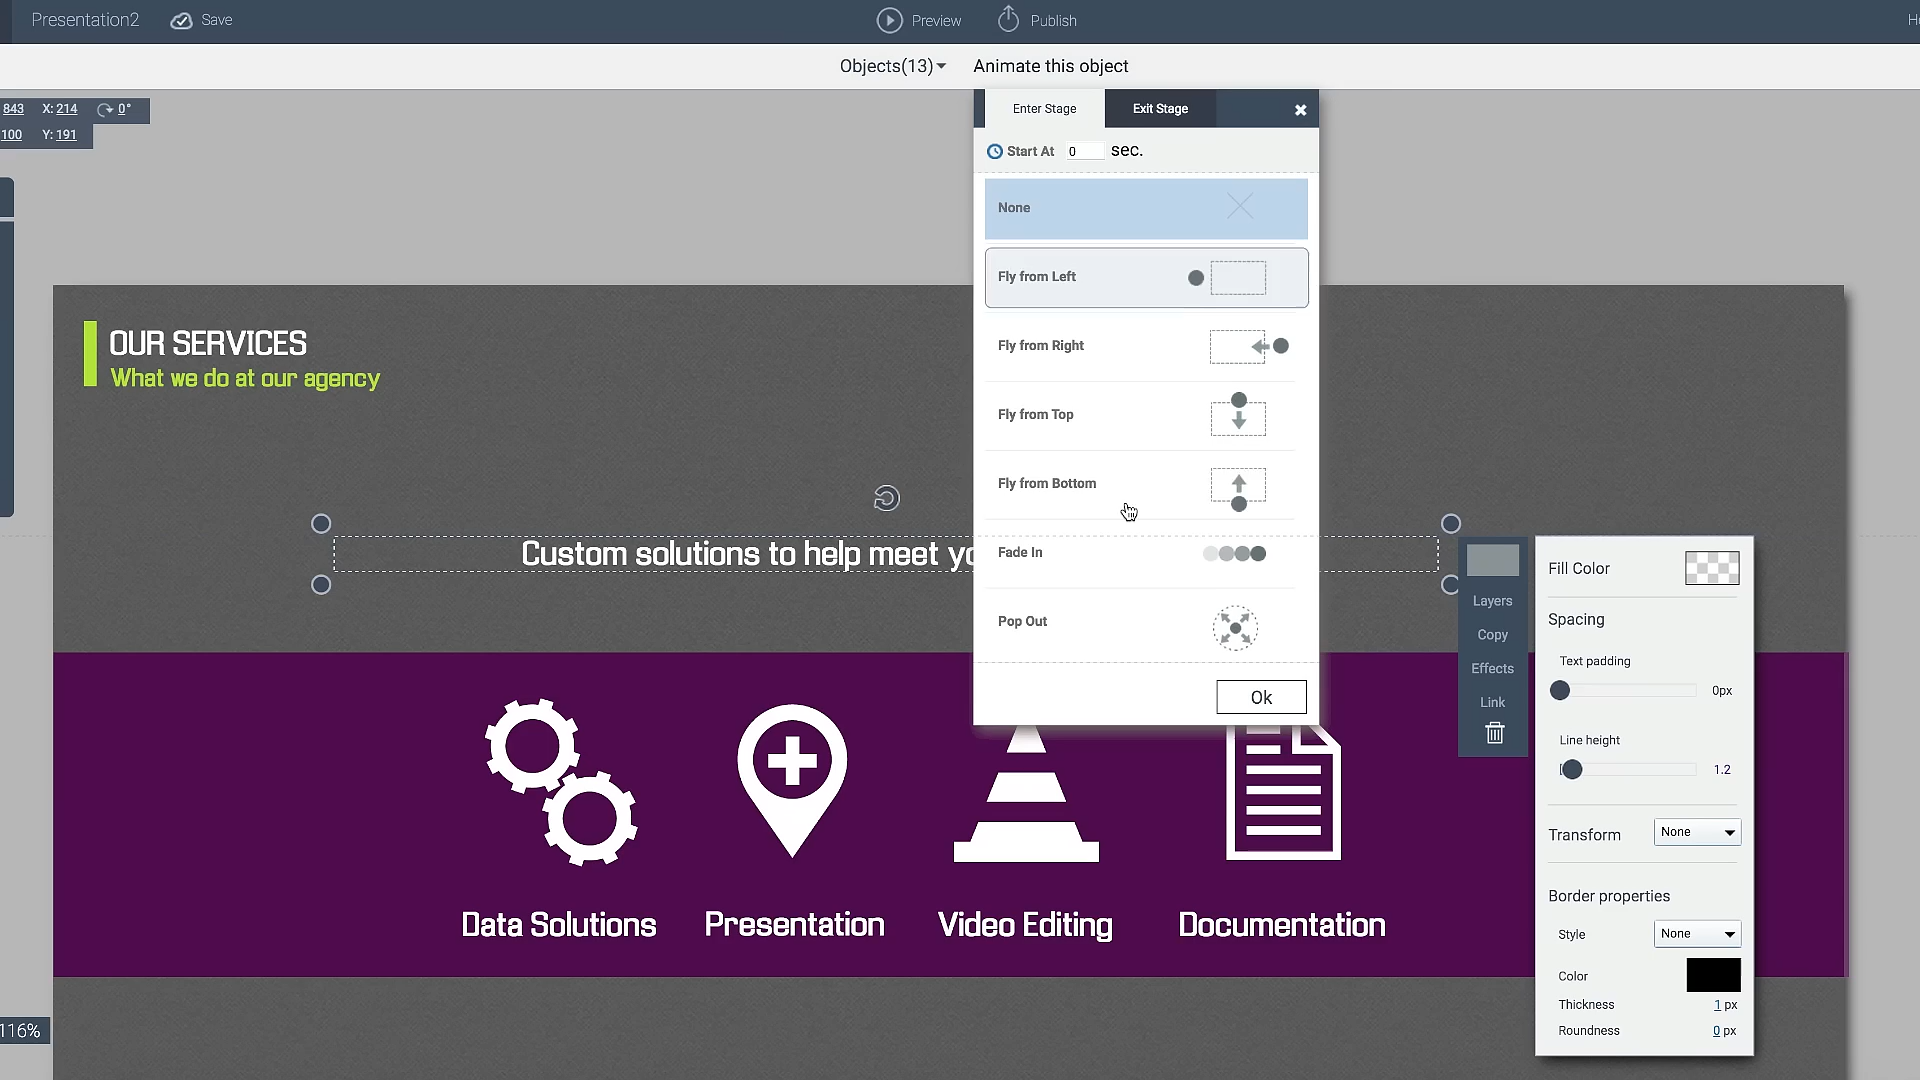 Presentation2
Save
Preview
Publish
Objects(13)
Animate this object
843 X:214 0°
100 Y:191
Enter Stage
Exit Stage
Start At 0 sec.
None
Fly from Left
Fly from Right
Fly from Top
Fly from Bottom
Fade In
Pop Out
Ok
OUR SERVICES
What we do at our agency
Custom solutions to help meet
Data Solutions
Presentation
Video Editing
Documentation
Layers
Copy
Effects
Link
Fill Color
Spacing
Text padding
0px
Line height
1.2
Transform
None
Border properties
Style
None
Color
Thickness
1 px
Roundness
0 px
116%